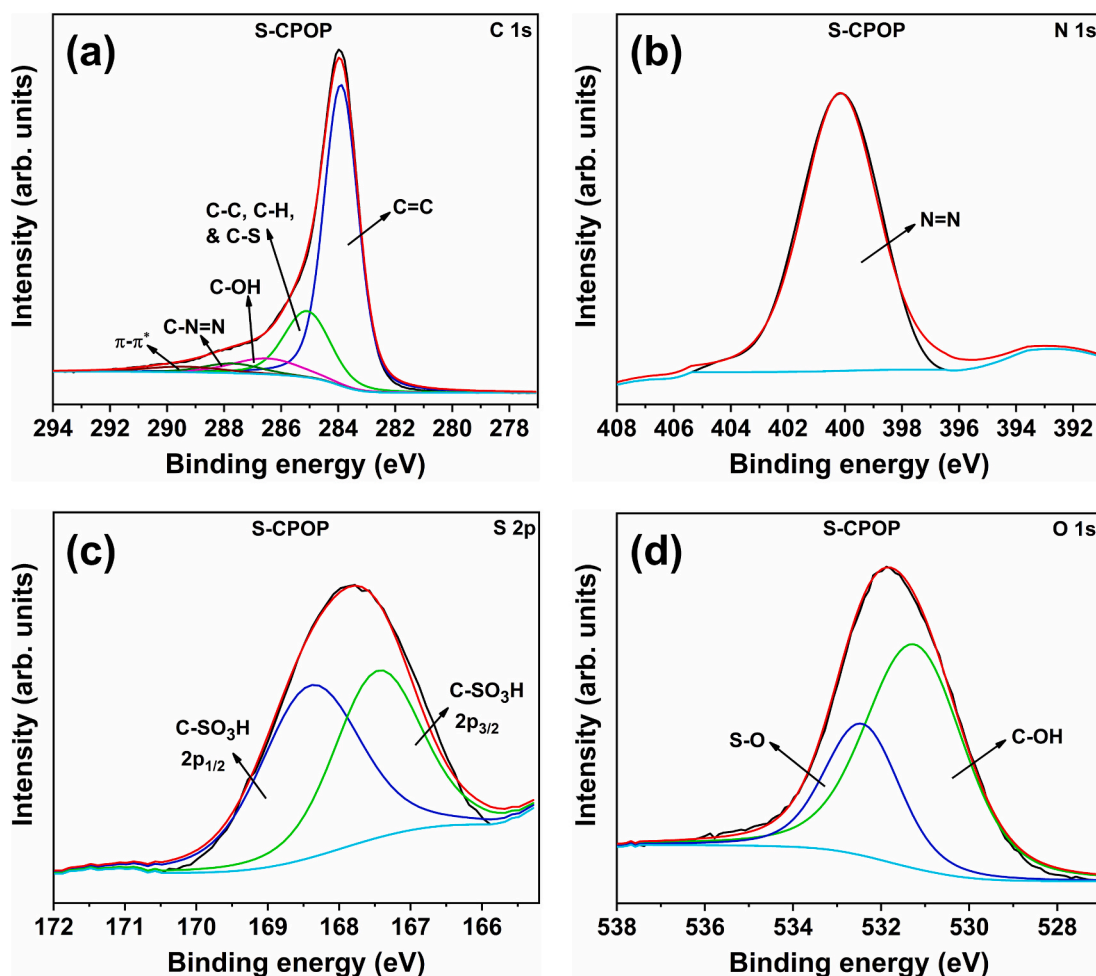 (a)
S-CPOP
C 1s
C-C, C-H,
& C-S
C=C
C-OH
C-N=N
π-π*
Intensity (arb. units)
294 292 290 288 286 284 282 280 278
Binding energy (eV)
(b)
S-CPOP
N 1s
N=N
Intensity (arb. units)
408 406 404 402 400 398 396 394 392
Binding energy (eV)
(c)
S-CPOP
S 2p
C-SO₃H
2p₃/₂
C-SO₃H
2p₁/₂
Intensity (arb. units)
172 171 170 169 168 167 166
Binding energy (eV)
(d)
S-CPOP
O 1s
S-O
C-OH
Intensity (arb. units)
538 536 534 532 530 528
Binding energy (eV)